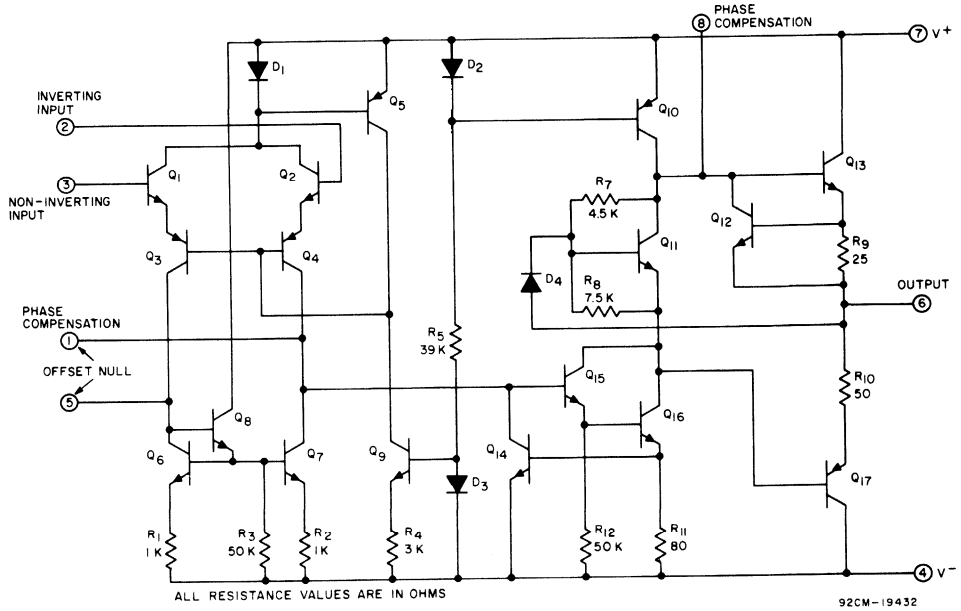 PHASE
⑧ COMPENSATION
⑦ V+
D₁
D₂
INVERTING
INPUT
②
Q₅
Q₁₀
Q₁
Q₂
③
NON-INVERTING
INPUT
Q₁₃
R₇
4.5 K
Q₁₂
Q₃
Q₄
Q₁₁
R₉
25
D₄
R₈
7.5 K
OUTPUT
⑥
PHASE
COMPENSATION
①
R₅
39 K
OFFSET NULL
⑤
Q₁₅
R₁₀
50
Q₈
Q₁₆
Q₆
Q₇
Q₉
Q₁₄
D₃
Q₁₇
R₁
1 K
R₃
50 K
R₂
1K
R₄
3 K
R₁₂
50 K
R₁₁
80
④ V-
ALL RESISTANCE VALUES ARE IN OHMS
92CM-19432